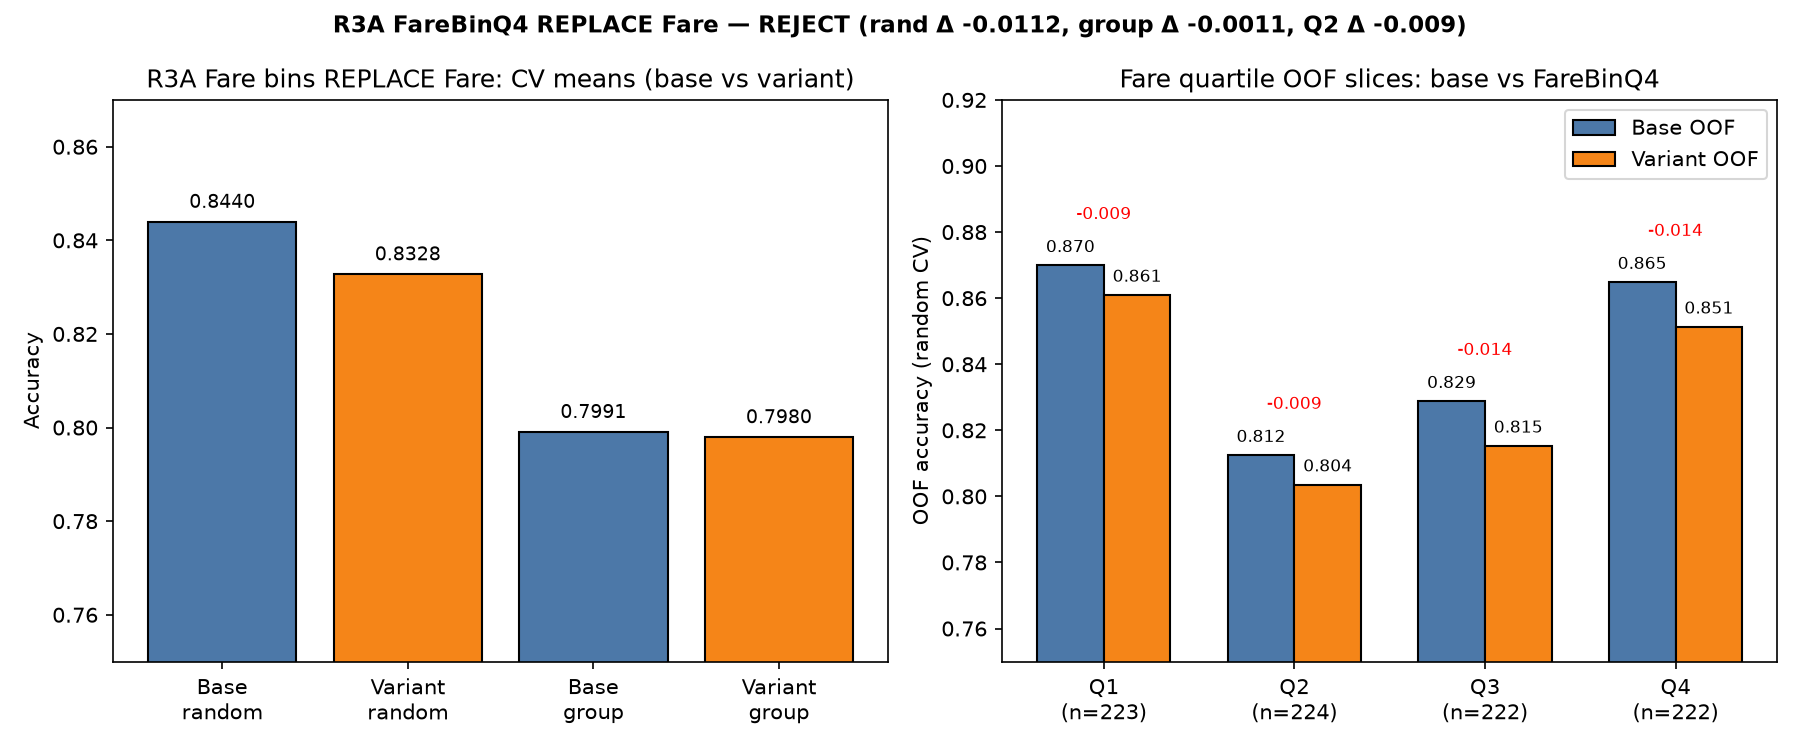 R3A FareBinQ4 REPLACE Fare — REJECT (rand Δ -0.0112, group Δ -0.0011, Q2 Δ -0.009)
R3A Fare bins REPLACE Fare: CV means (base vs variant)
Accuracy
0.86
0.84
0.82
0.80
0.78
0.76
0.8440
0.8328
0.7991
0.7980
Base
random
Variant
random
Base
group
Variant
group
Fare quartile OOF slices: base vs FareBinQ4
OOF accuracy (random CV)
0.92
0.90
0.88
0.86
0.84
0.82
0.80
0.78
0.76
Base OOF
Variant OOF
-0.009
0.870
0.861
-0.009
0.812
0.804
-0.014
0.829
0.815
-0.014
0.865
0.851
Q1
(n=223)
Q2
(n=224)
Q3
(n=222)
Q4
(n=222)